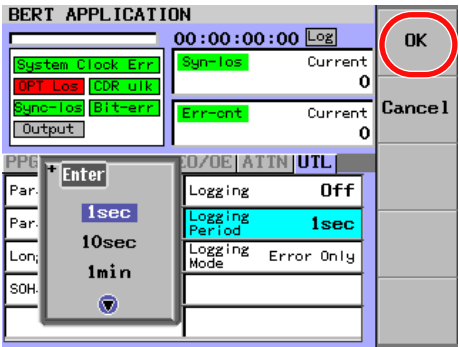 BERT APPLICATION
00:00:00:00 Log
System Clock Err
OPT Los CDR ulk
Sync-los Bit-err
Output
Syn-los Current
0
Err-cnt Current
0
OK
Cancel
PPG EO/OE ATTN UTL
+ Enter
1sec
10sec
1min
Par.
Par.
Lon
SOH.
Logging Off
Logging Period 1sec
Logging Mode Error Only